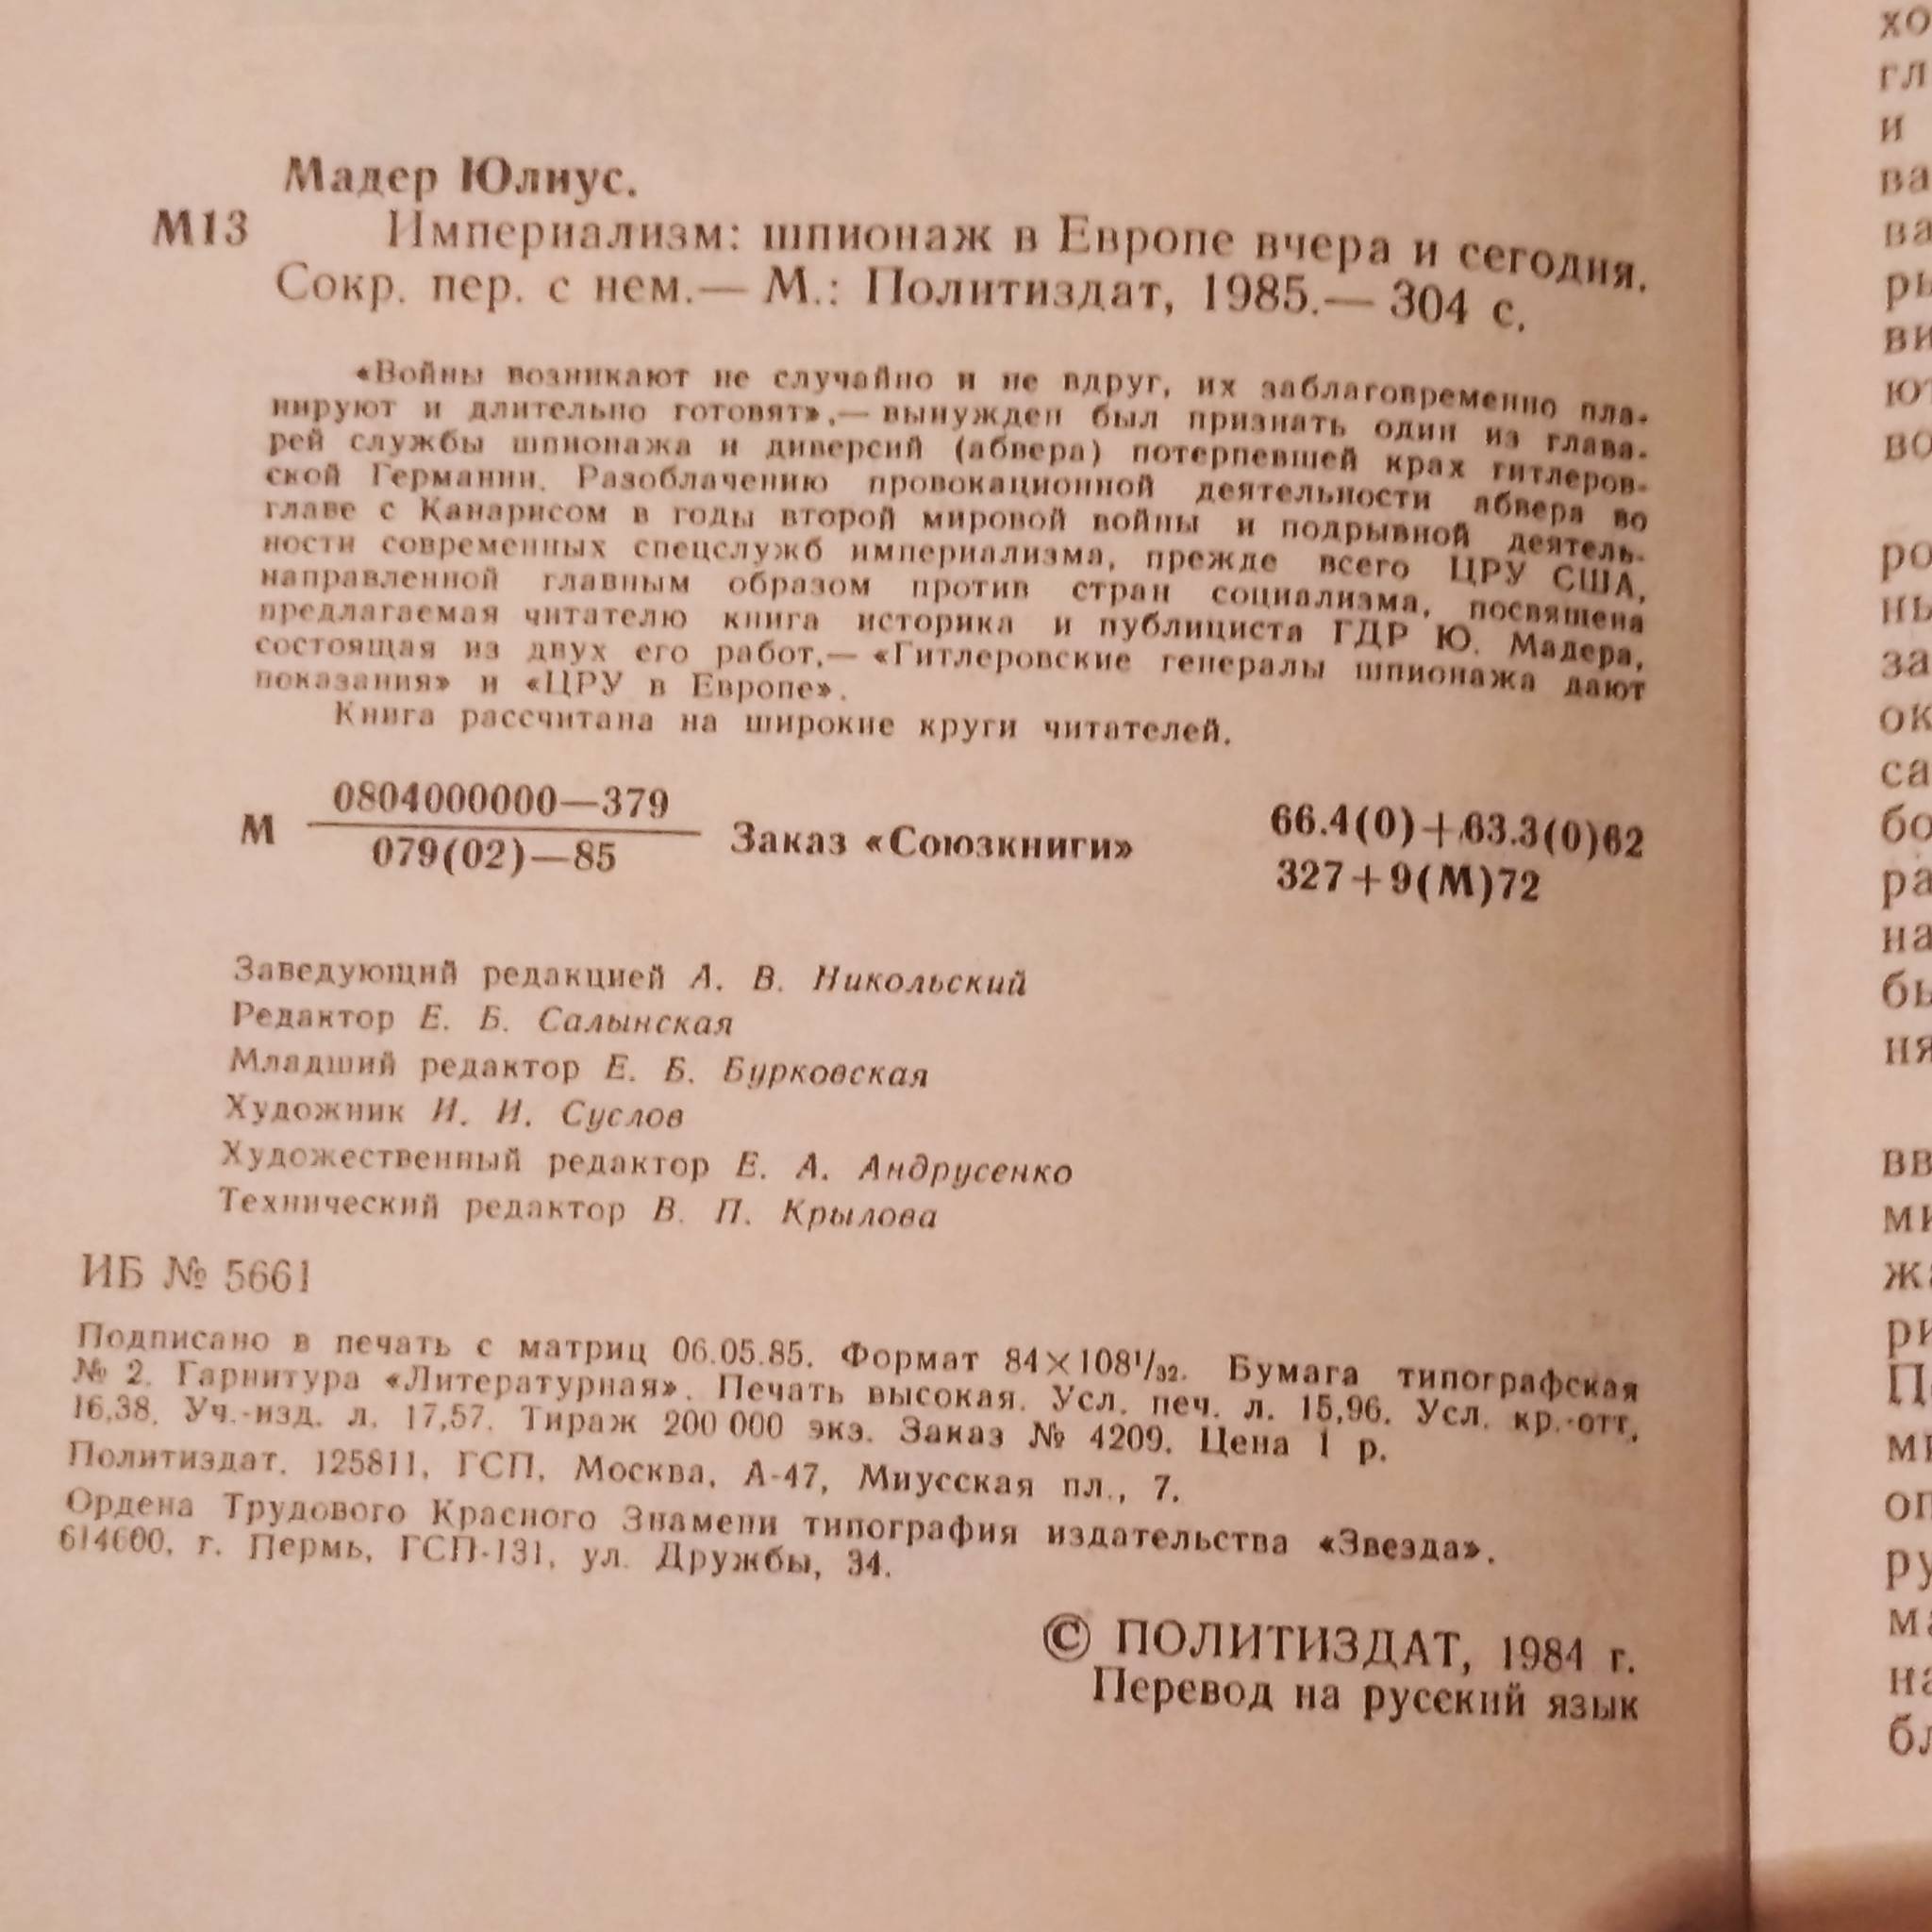 Мадер Юлиус.
М13 Империализм: шпионаж в Европе вчера и сегодня.
Сокр. пер. с нем.— М.: Политиздат, 1985.— 304 с.
«Войны возникают не случайно и не вдруг, их заблаговременно пла-
нируют и длительно готовят»,— вынужден был признать один из глава-
рей службы шпионажа и диверсий (абвера) потерпевшей крах гитлеров-
ской Германии. Разоблачению провокационной деятельности абвера во
главе с Канарисом в годы второй мировой войны и подрывной деятель-
ности современных спецслужб империализма, прежде всего ЦРУ США,
направленной главным образом против стран социализма, посвящена
предлагаемая читателю книга историка и публициста ГДР Ю. Мадера,
состоящая из двух его работ,— «Гитлеровские генералы шпионажа дают
показания» и «ЦРУ в Европе».
Книга рассчитана на широкие круги читателей.
М 0804000000—379
079(02)—85 Заказ «Союзкниги»
66.4(0)+63.3(0)62
327+9(М)72
Заведующий редакцией А. В. Никольский
Редактор Е. Б. Салынская
Младший редактор Е. Б. Бурковская
Художник И. И. Суслов
Художественный редактор Е. А. Андрусенко
Технический редактор В. П. Крылова
ИБ № 5661
Подписано в печать с матриц 06.05.85. Формат 84×108¹/₃₂. Бумага типографская
№ 2. Гарнитура «Литературная». Печать высокая. Усл. печ. л. 15,96. Усл. кр.-отт.
16,38. Уч.-изд. л. 17,57. Тираж 200 000 экз. Заказ № 4209. Цена 1 р.
Политиздат. 125811, ГСП, Москва, А-47, Миусская пл., 7.
Ордена Трудового Красного Знамени типография издательства «Звезда».
614600, г. Пермь, ГСП-131, ул. Дружбы, 34.
© ПОЛИТИЗДАТ, 1984 г.
Перевод на русский язык